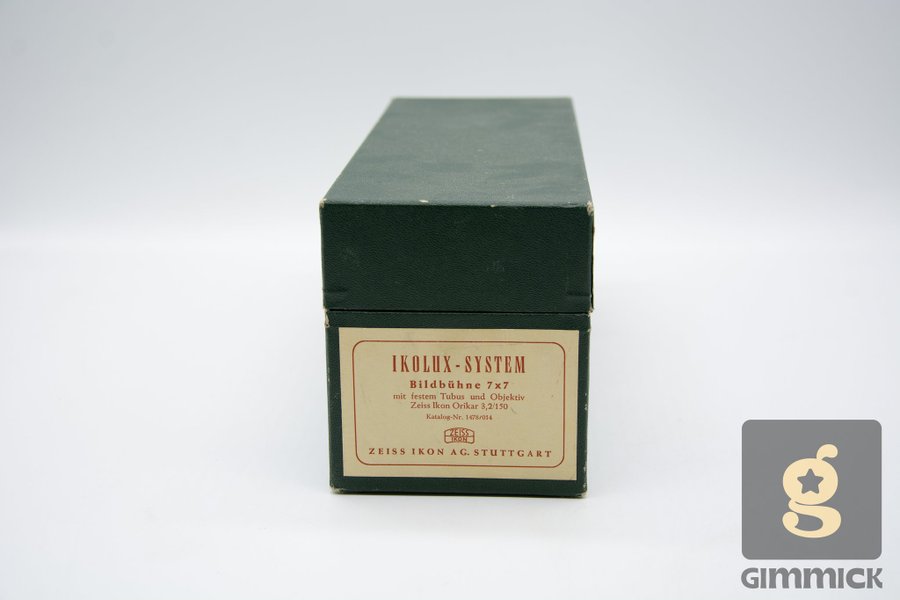 IKOLUX-SYSTEM
Bildbühne 7x7
mit festem Tubus und Objektiv
Zeiss Ikon Orikar 3,2/150
Katalog-Nr. 1478/014
ZEISS
IKON
ZEISS IKON AG. STUTTGART
g
GIMMICK